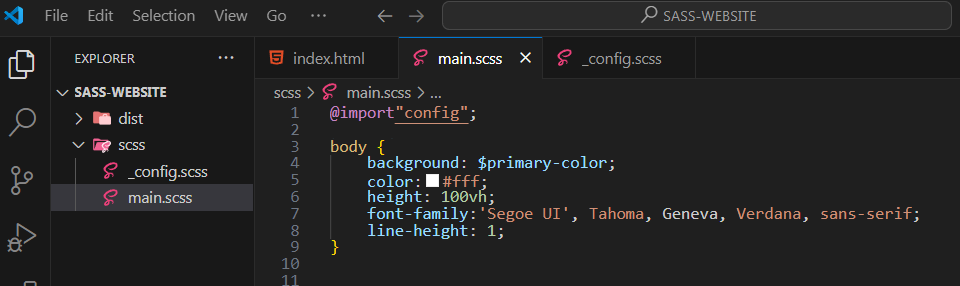 File Edit Selection View Go ... SASS-WEBSITE
EXPLORER ...
SASS-WEBSITE
dist
scss
_config.scss
main.scss
index.html main.scss _config.scss
scss > main.scss > ...
1 @import"config";
2
3 body {
4 background: $primary-color;
5 color: #fff;
6 height: 100vh;
7 font-family:'Segoe UI', Tahoma, Geneva, Verdana, sans-serif;
8 line-height: 1;
9 }
10
11